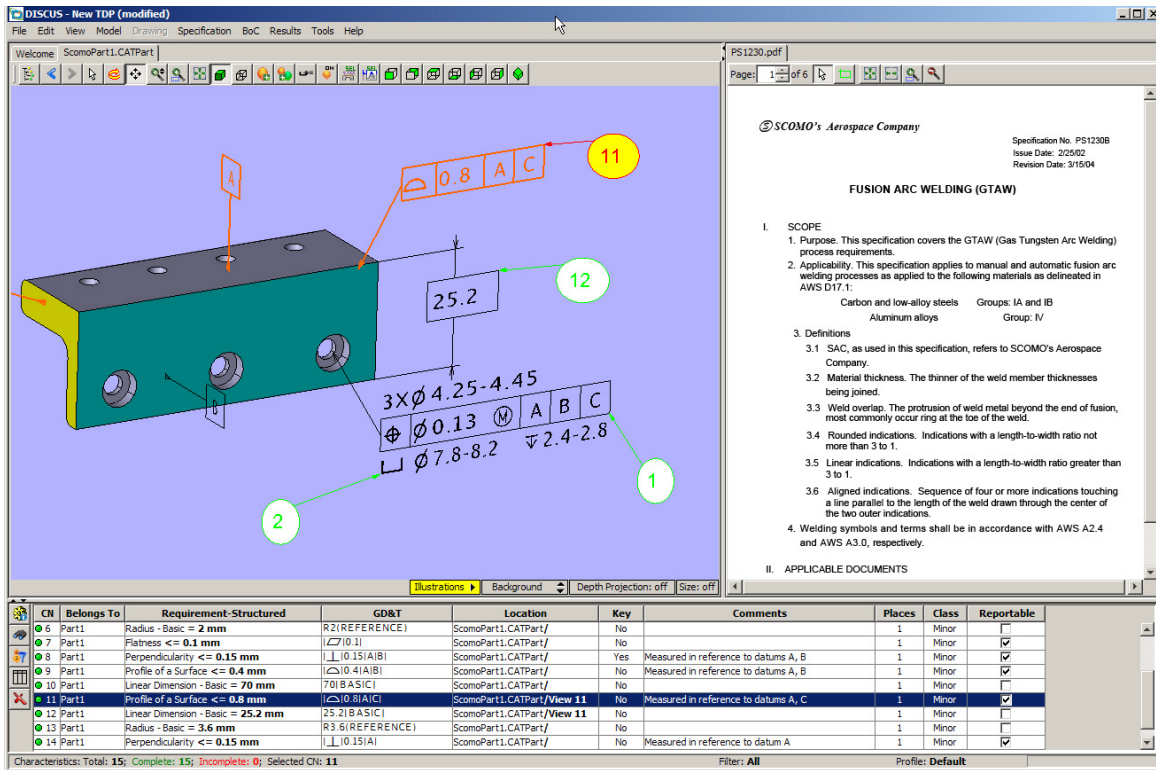 DISCUS - New TDP (modified)
File Edit View Model Drawing Specification BoC Results Tools Help
Welcome ScomoPart1.CATPart
ON SEL SEL
A
0.8 A C
11
12
25.2
B
3X Ø 4.25-4.45
Ø 0.13 Ⓜ A B C
Ø 7.8-8.2 2.4-2.8
1
2
Illustrations Background Depth Projection: off Size: off
PS1230.pdf
Page: 1 of 6
SCOMO's Aerospace Company
Specification No. PS1230B
Issue Date: 2/25/02
Revision Date: 3/15/04
FUSION ARC WELDING (GTAW)
I. SCOPE
1. Purpose. This specification covers the GTAW (Gas Tungsten Arc Welding)
process requirements.
2. Applicability. This specification applies to manual and automatic fusion arc
welding processes as applied to the following materials as delineated in
AWS D17.1:
Carbon and low-alloy steels Groups: IA and IB
Aluminum alloys Group: IV
3. Definitions
3.1 SAC, as used in this specification, refers to SCOMO's Aerospace
Company.
3.2 Material thickness. The thinner of the weld member thicknesses
being joined.
3.3 Weld overlap. The protrusion of weld metal beyond the end of fusion,
most commonly occur ring at the toe of the weld.
3.4 Rounded indications. Indications with a length-to-width ratio not
more than 3 to 1.
3.5 Linear indications. Indications with a length-to-width ratio greater than
3 to 1.
3.6 Aligned indications. Sequence of four or more indications touching
a line parallel to the length of the weld drawn through the center of
the two outer indications.
4. Welding symbols and terms shall be in accordance with AWS A2.4
and AWS A3.0, respectively.
II. APPLICABLE DOCUMENTS
CN Belongs To Requirement-Structured GD&T Location Key Comments Places Class Reportable
6 Part1 Radius - Basic = 2 mm R2(REFERENCE) ScomoPart1.CATPart/ No 1 Minor
7 Part1 Flatness <= 0.1 mm |⏥|0.1| ScomoPart1.CATPart/ No 1 Minor
8 Part1 Perpendicularity <= 0.15 mm |⊥|0.15|A|B| ScomoPart1.CATPart/ Yes Measured in reference to datums A, B 1 Minor
9 Part1 Profile of a Surface <= 0.4 mm |⌓|0.4|A|B| ScomoPart1.CATPart/ No Measured in reference to datums A, B 1 Minor
10 Part1 Linear Dimension - Basic = 70 mm 70|BASIC| ScomoPart1.CATPart/ No 1 Minor
11 Part1 Profile of a Surface <= 0.8 mm |⌓|0.8|A|C| ScomoPart1.CATPart/View 11 No Measured in reference to datums A, C 1 Minor
12 Part1 Linear Dimension - Basic = 25.2 mm 25.2|BASIC| ScomoPart1.CATPart/View 11 No 1 Minor
13 Part1 Radius - Basic = 3.6 mm R3.6(REFERENCE) ScomoPart1.CATPart/ No 1 Minor
14 Part1 Perpendicularity <= 0.15 mm |⊥|0.15|A| ScomoPart1.CATPart/ No Measured in reference to datum A 1 Minor
Characteristics: Total: 15; Complete: 15; Incomplete: 0; Selected CN: 11 Filter: All Profile: Default